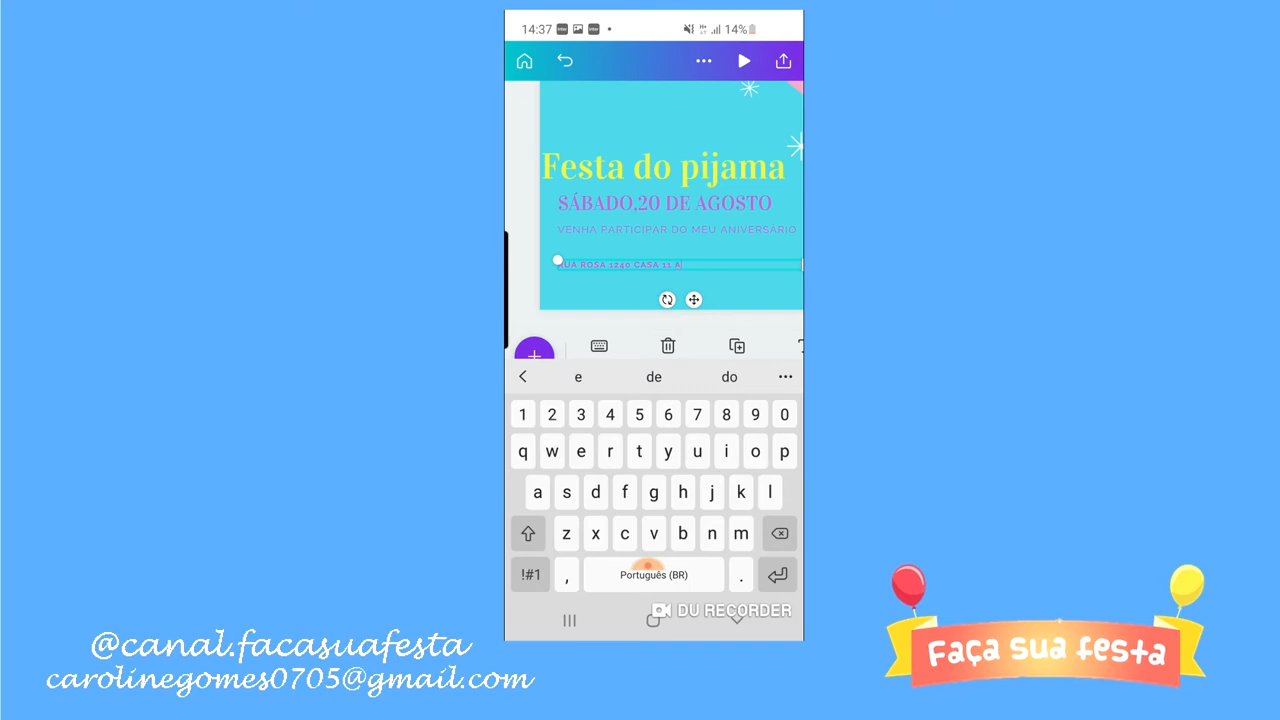 14:37
14%
Festa do pijama
SÁBADO,20 DE AGOSTO
VENHA PARTICIPAR DO MEU ANIVERSÁRIO
RUA ROSA 1240 CASA 11 A
e de do
1 2 3 4 5 6 7 8 9 0
q w e r t y u i o p
a s d f g h j k l
z x c v b n m
!#1 , Português (BR) .
DU RECORDER
@canal.facasuafesta
carolinegomes0705@gmail.com
Faça sua festa